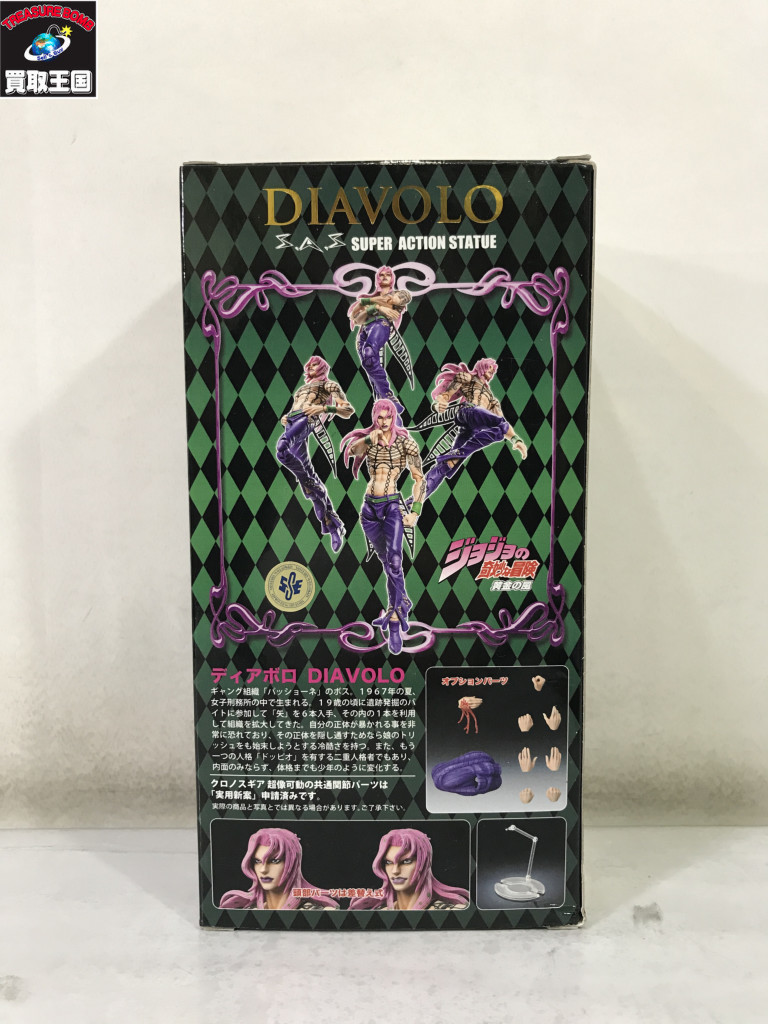 TREASURE BOMB
Sell & Buy
買取王国
DIAVOLO
S.A.S SUPER ACTION STATUE
ジョジョの
奇妙な冒険
黄金の風
ディアボロ DIAVOLO
ギャング組織「パッショーネ」のボス。1967年の夏、
女子刑務所の中で生まれる。19歳の頃に遺跡発掘のバ
イトに参加して「矢」を6本入手、その内の1本を利用
して組織を拡大してきた。自分の正体が暴かれる事を非
常に恐れており、その正体を隠し通すためなら娘のト
リッシュをも始末しようとする冷酷さを持つ。また、もう
一つの人格「ドッピオ」を有する二重人格者でもあり、
内面のみならず、体格までも少年のように変化する。
クロノスギア 超像可動の共通関節パーツは
「実用新案」申請済みです。
実際の商品と写真とでは異なる場合があります。ご了承下さい。
オプションパーツ
頭部パーツは差替え式